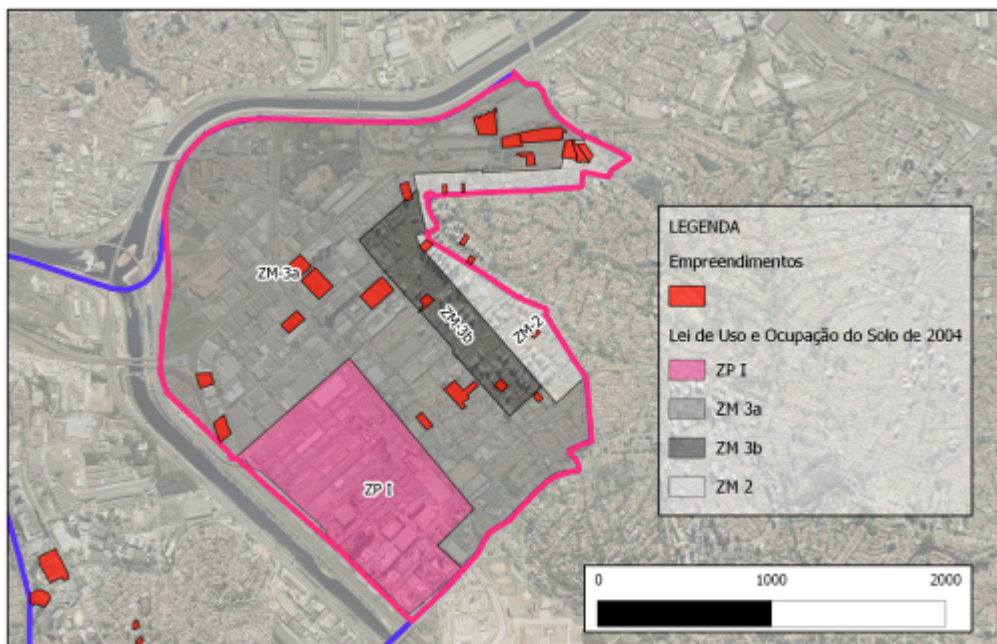 ZM-3a
ZM-3b
ZM-2
ZP I
LEGENDA
Empreendimentos
Lei de Uso e Ocupação do Solo de 2004
ZP I
ZM 3a
ZM 3b
ZM 2
0 1000 2000